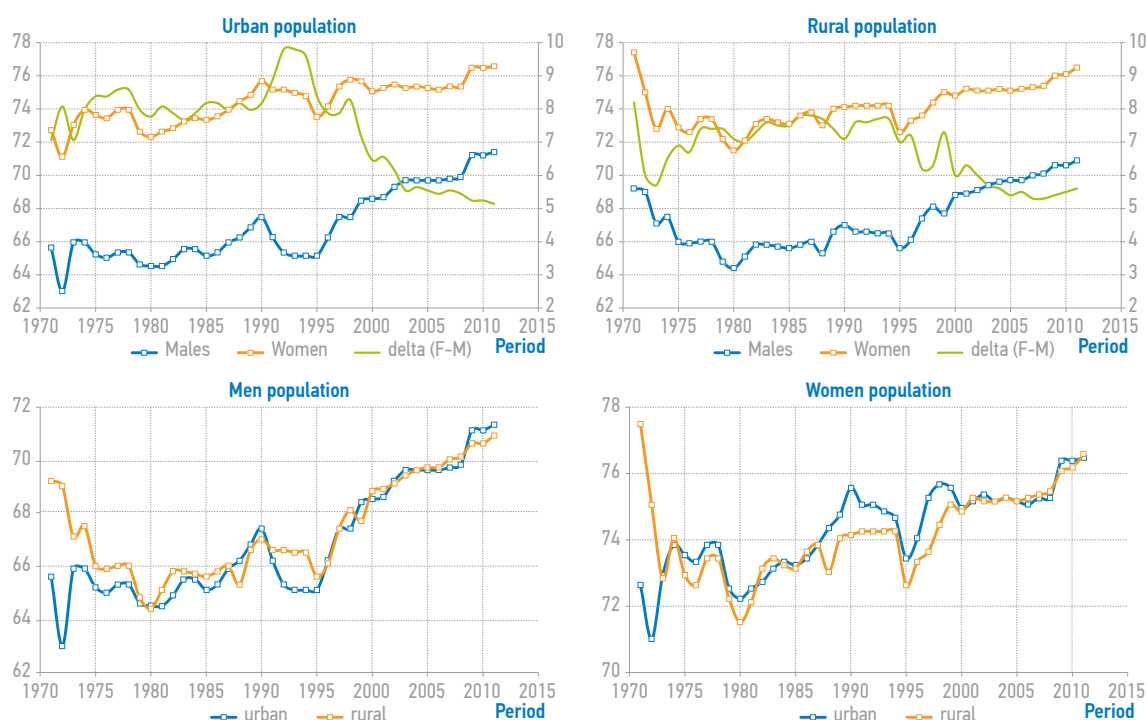 Urban population
78 10
76 9
74 8
7
72
70 6
68 5
66 4
64 3
62 2
1970 1975 1980 1985 1990 1995 2000 2005 2010 2015
Males Women delta (F-M) Period
Rural population
78 10
76 9
74 8
7
72
70 6
68 5
66 4
64 3
62 2
1970 1975 1980 1985 1990 1995 2000 2005 2010 2015
Males Women delta (F-M) Period
Men population
72
70
68
66
64
62
1970 1975 1980 1985 1990 1995 2000 2005 2010 2015
urban rural Period
Women population
78
76
74
72
70
1970 1975 1980 1985 1990 1995 2000 2005 2010 2015
urban rural Period